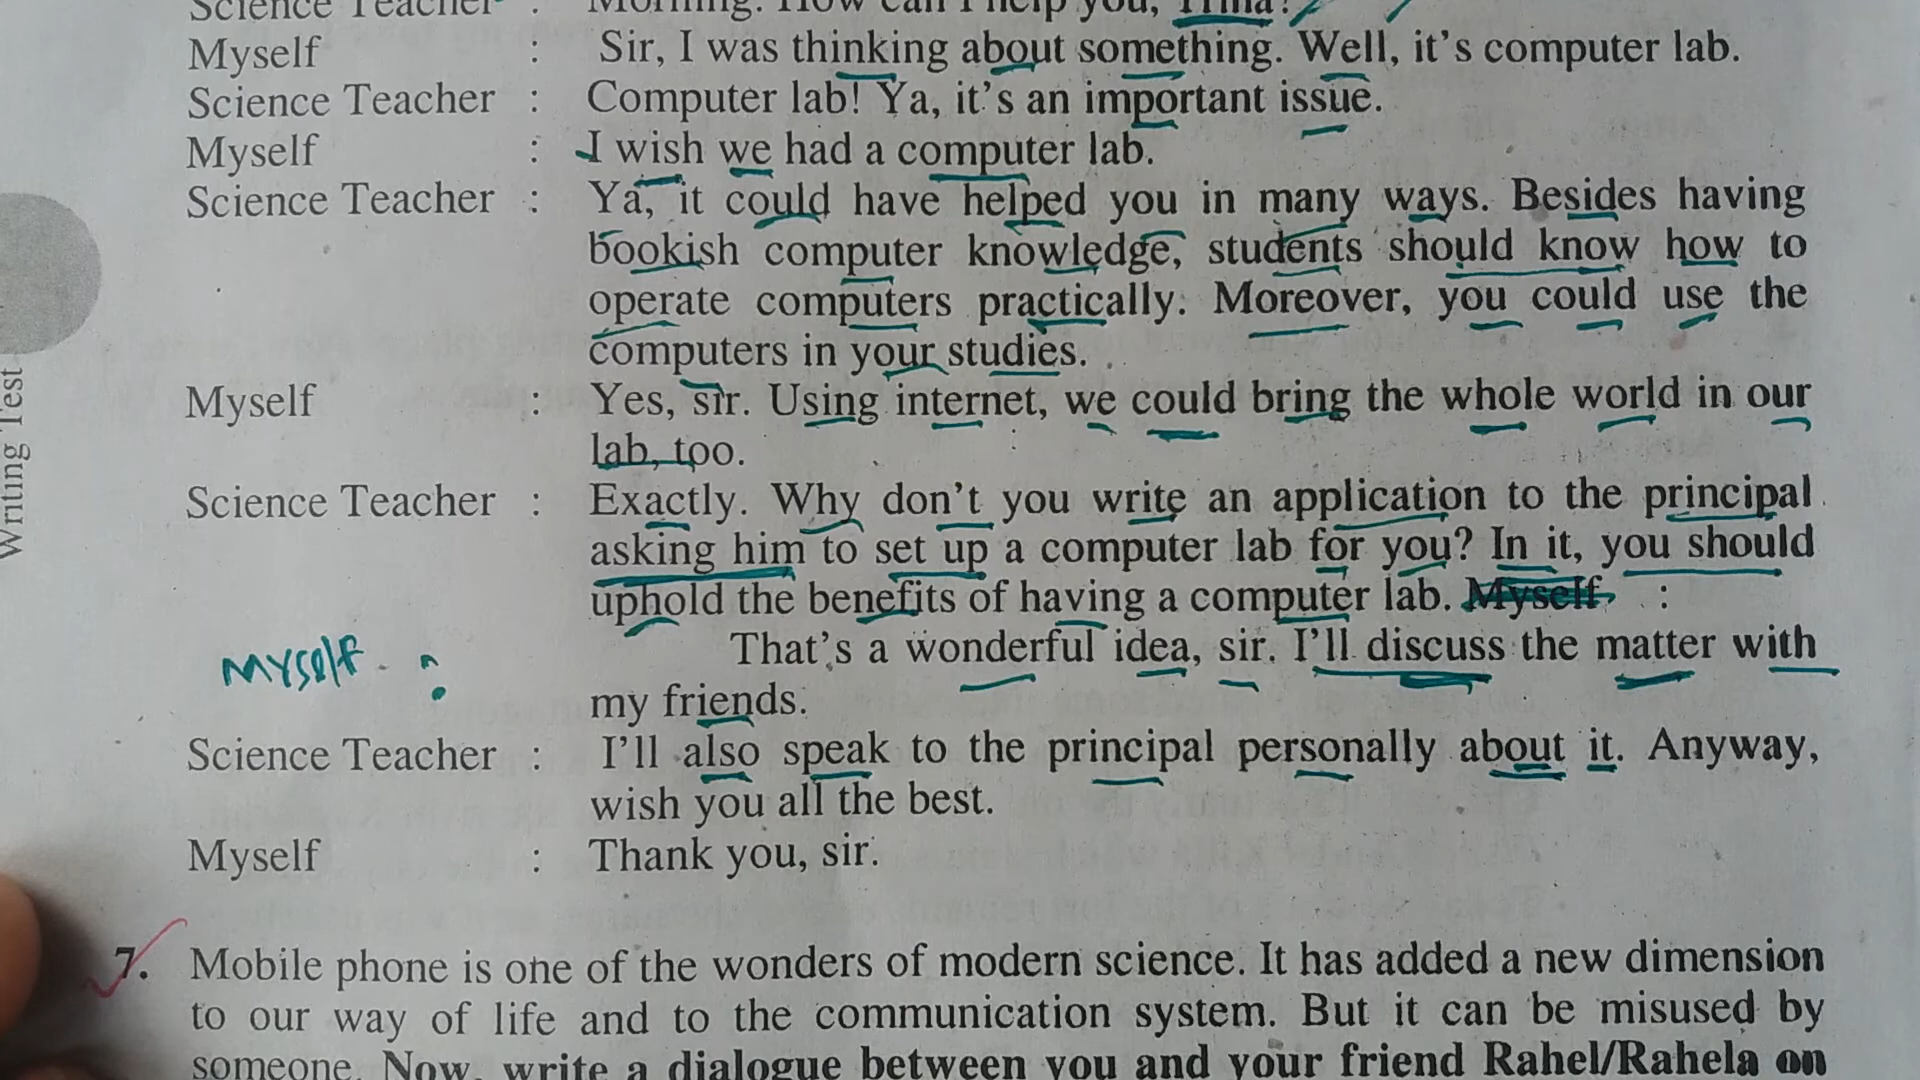 Science Teacher : Morning. How can I help you, Trina?
Myself : Sir, I was thinking about something. Well, it's computer lab.
Science Teacher : Computer lab! Ya, it's an important issue.
Myself : I wish we had a computer lab.
Science Teacher : Ya, it could have helped you in many ways. Besides having
bookish computer knowledge, students should know how to
operate computers practically. Moreover, you could use the
computers in your studies.
Myself : Yes, sir. Using internet, we could bring the whole world in our
lab, too.
Science Teacher : Exactly. Why don't you write an application to the principal
asking him to set up a computer lab for you? In it, you should
uphold the benefits of having a computer lab. Myself :
Myself : That's a wonderful idea, sir. I'll discuss the matter with
my friends.
Science Teacher : I'll also speak to the principal personally about it. Anyway,
wish you all the best.
Myself : Thank you, sir.
7. Mobile phone is one of the wonders of modern science. It has added a new dimension
to our way of life and to the communication system. But it can be misused by
someone. Now, write a dialogue between you and your friend Rahel/Rahela on
Writing Test